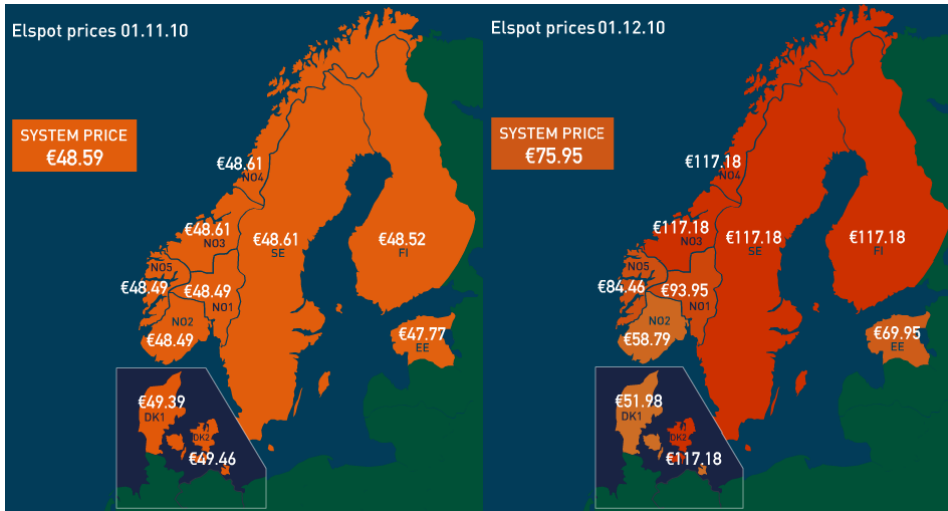 Elspot prices 01.11.10
SYSTEM PRICE
€48.59
€48.61
NO4
€48.61
NO3
€48.61
SE
€48.52
FI
NO5
€48.49
€48.49
NO1
NO2
€48.49
€47.77
EE
€49.39
DK1
DK2
€49.46
Elspot prices 01.12.10
SYSTEM PRICE
€75.95
€117.18
NO4
€117.18
NO3
€117.18
SE
€117.18
FI
NO5
€84.46
€93.95
NO1
NO2
€58.79
€69.95
EE
€51.98
DK1
DK2
€117.18